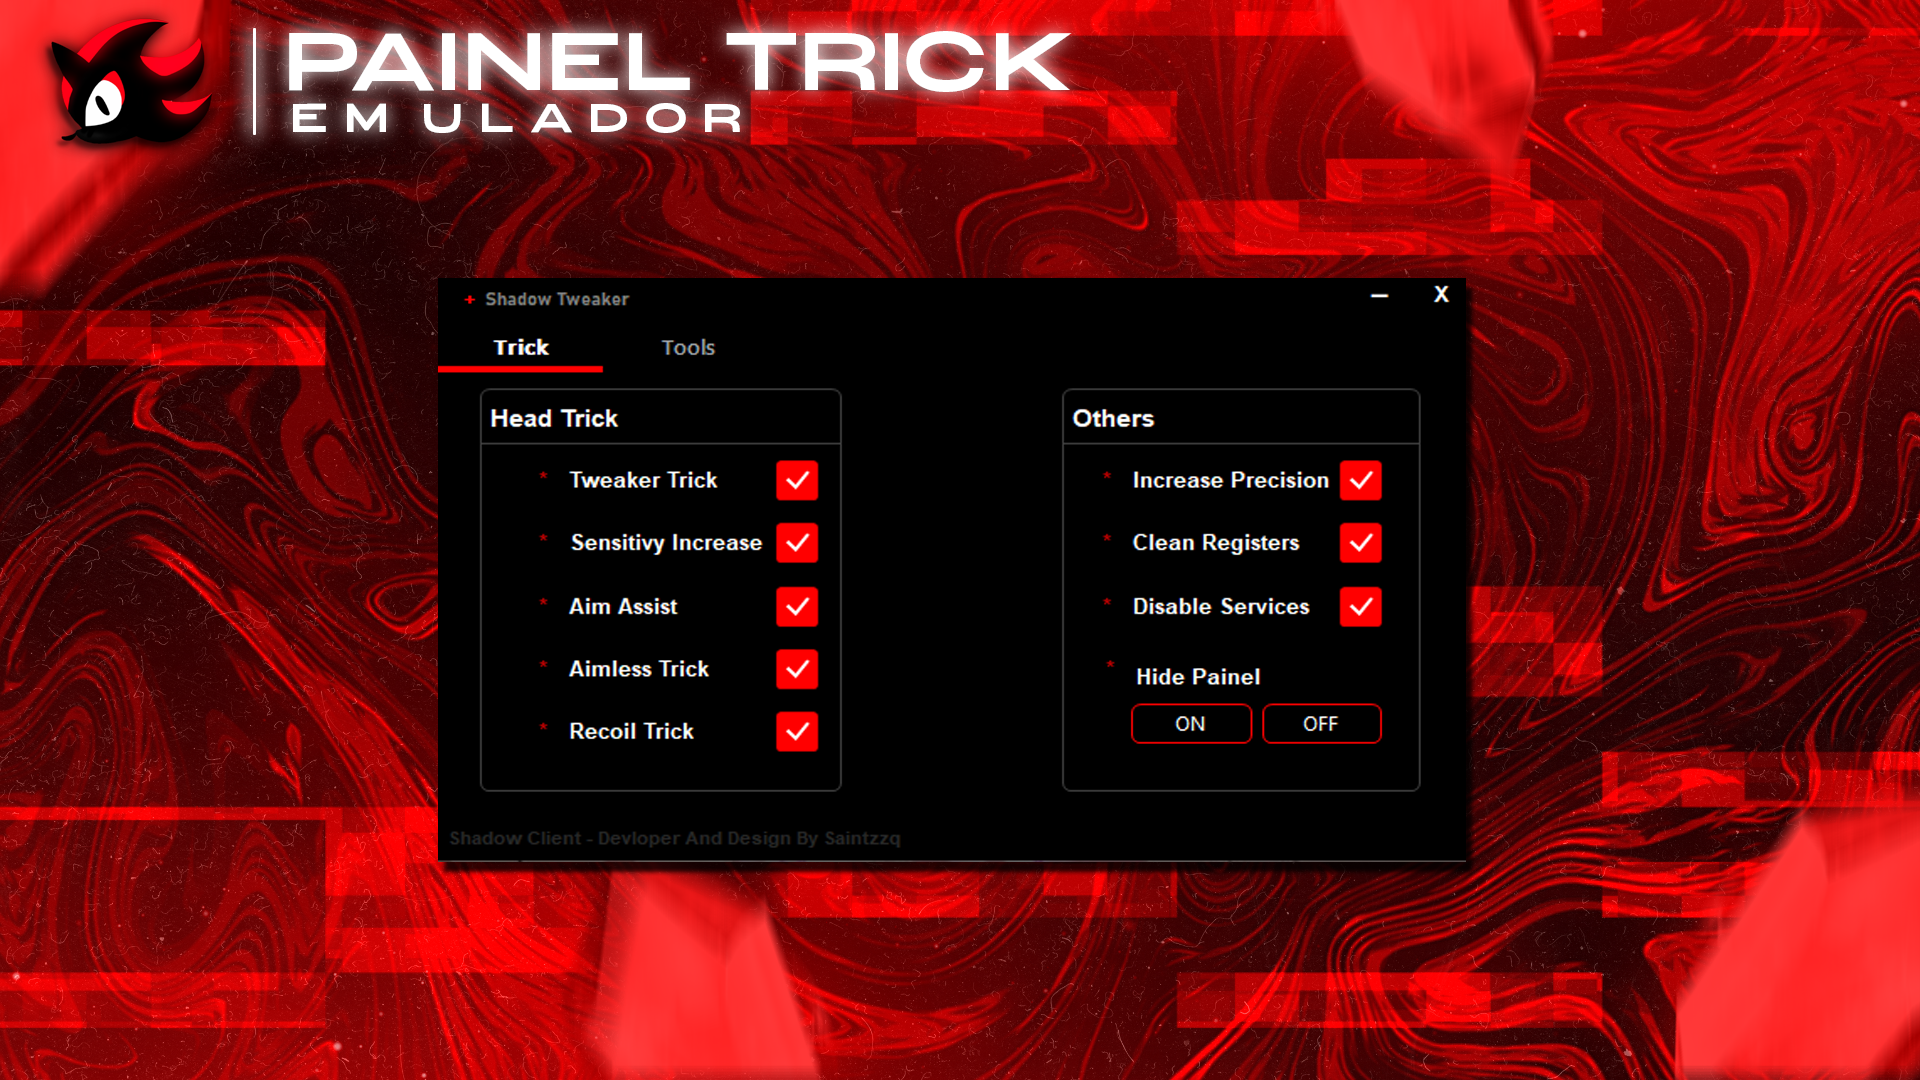 PAINEL TRICK
EMULADOR
+ Shadow Tweaker
X
Trick
Tools
Head Trick
* Tweaker Trick
* Sensitivy Increase
* Aim Assist
* Aimless Trick
* Recoil Trick
Others
* Increase Precision
* Clean Registers
* Disable Services
* Hide Painel
ON
OFF
Shadow Client - Devloper And Design By Saintzzq